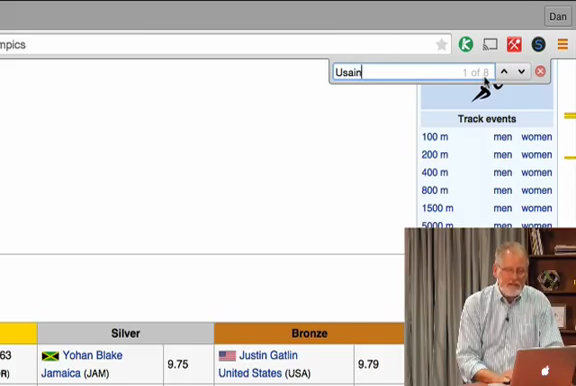 Dan
mpics
Usain 1 of 8
Track events
100 m men women
200 m men women
400 m men women
800 m men women
1500 m men women
5000 m
Silver Bronze
63 Yohan Blake 9.75 Justin Gatlin 9.79
OR) Jamaica (JAM) United States (USA)